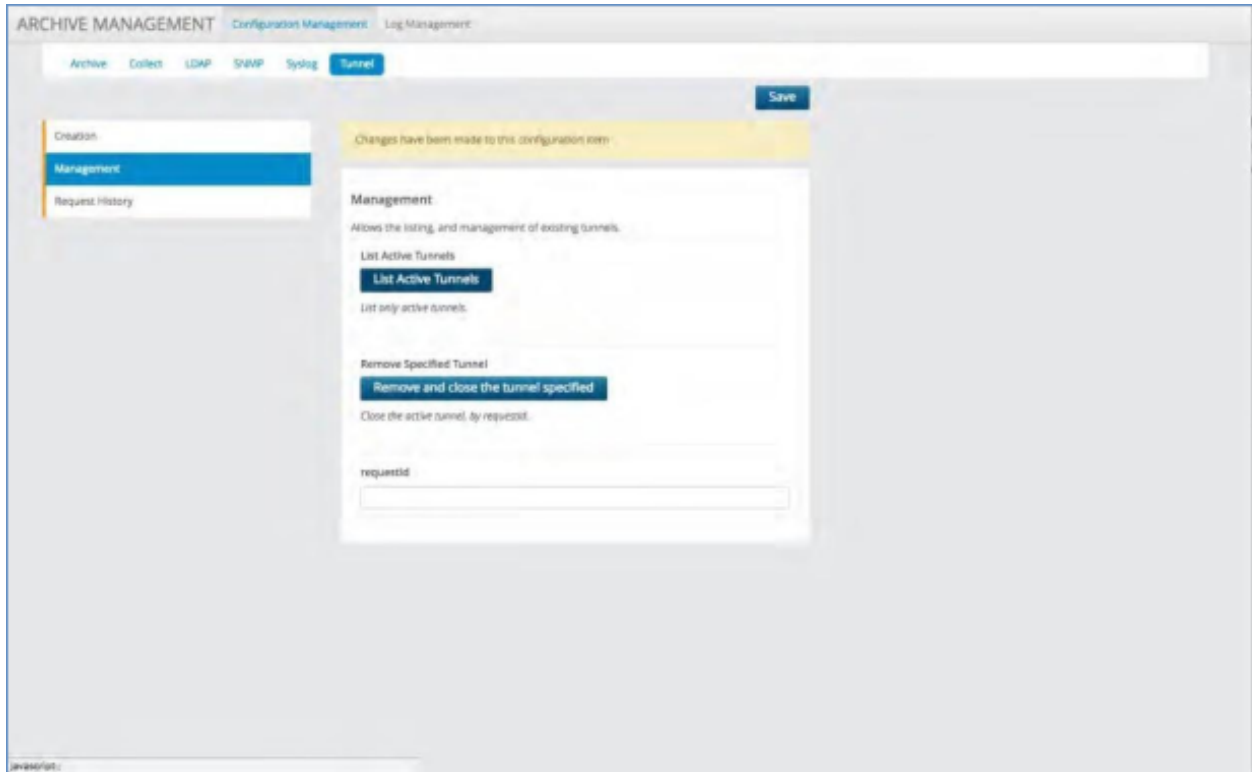 ARCHIVE MANAGEMENT Configuration Management Log Management
Archive Collect LDAP SNMP Syslog Tunnel
Save
Creation
Management
Request History
Changes have been made to this configuration item
Management
Allows the listing, and management of existing tunnels.
List Active Tunnels
List Active Tunnels
List only active tunnels.
Remove Specified Tunnel
Remove and close the tunnel specified
Close the active tunnel, by requestid.
requestid
javascript:;